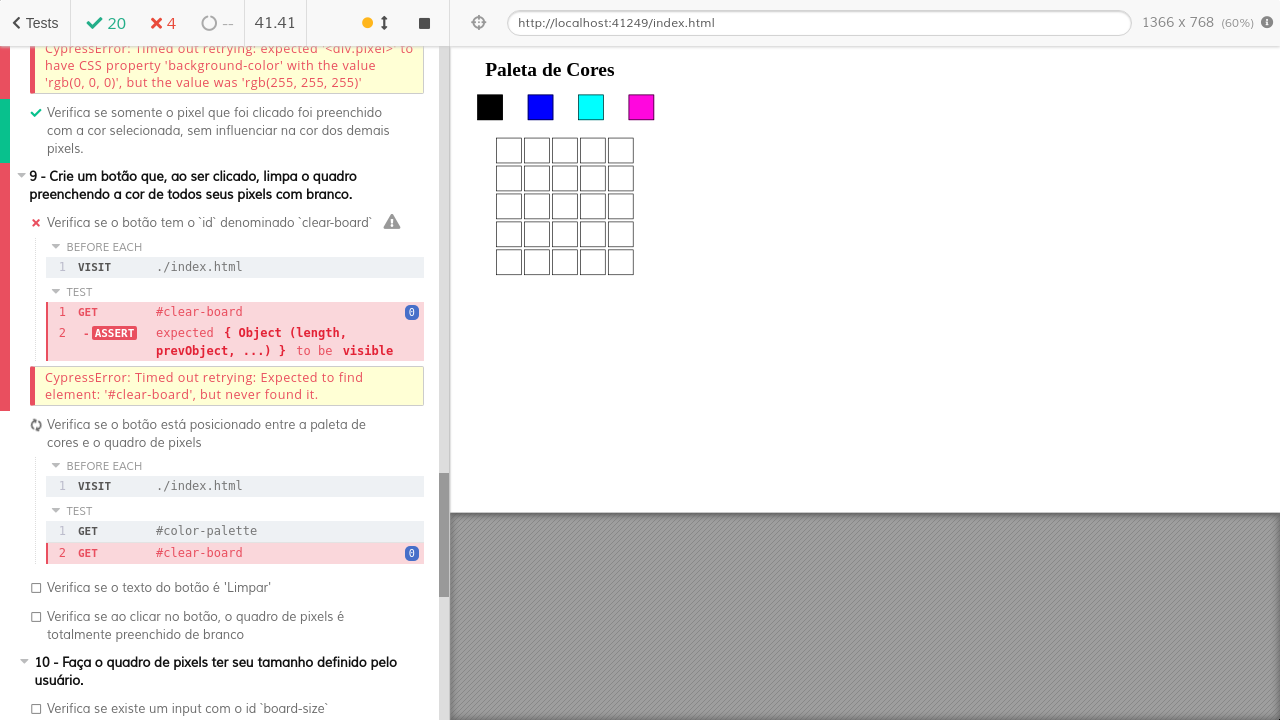 Tests 20 4 -- 41.41 http://localhost:41249/index.html 1366 x 768 (60%)
CypressError: Timed out retrying: expected '<div.pixel>' to
have CSS property 'background-color' with the value
'rgb(0, 0, 0)', but the value was 'rgb(255, 255, 255)'
Verifica se somente o pixel que foi clicado foi preenchido
com a cor selecionada, sem influenciar na cor dos demais
pixels.
9 - Crie um botão que, ao ser clicado, limpa o quadro
preenchendo a cor de todos seus pixels com branco.
Verifica se o botão tem o `id` denominado `clear-board`
BEFORE EACH
1 VISIT ./index.html
TEST
1 GET #clear-board 0
2 -ASSERT expected { Object (length,
prevObject, ...) } to be visible
CypressError: Timed out retrying: Expected to find
element: '#clear-board', but never found it.
Verifica se o botão está posicionado entre a paleta de
cores e o quadro de pixels
BEFORE EACH
1 VISIT ./index.html
TEST
1 GET #color-palette
2 GET #clear-board 0
Verifica se o texto do botão é 'Limpar'
Verifica se ao clicar no botão, o quadro de pixels é
totalmente preenchido de branco
10 - Faça o quadro de pixels ter seu tamanho definido pelo
usuário.
Verifica se existe um input com o id `board-size`
Paleta de Cores